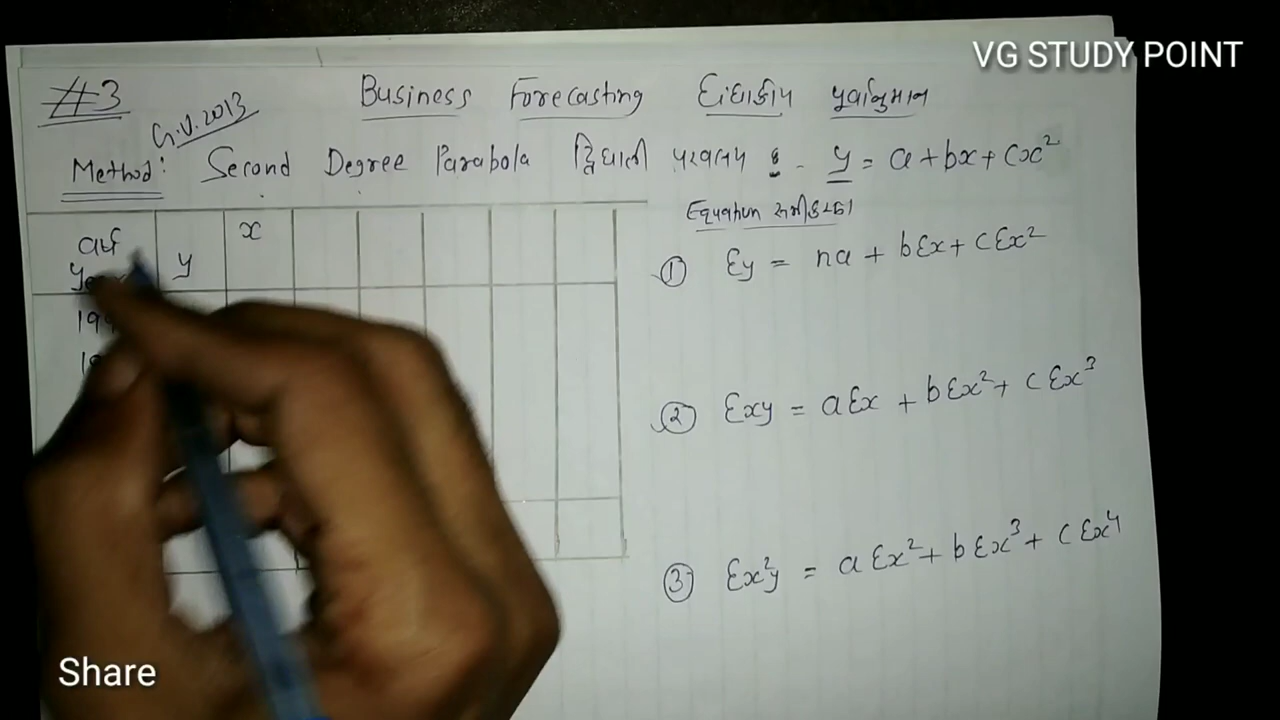 VG STUDY POINT
#3 Business Forecasting ધંધાકીય પૂર્વાનુમાન
G.U. 2013
Method: Second Degree Parabola દ્વિઘાતી પરવલય :- y = a + bx + cx²
Equation સમીકરણ
વર્ષ
y
x
① Σy = na + bΣx + cΣx²
② Σxy = aΣx + bΣx² + cΣx³
③ Σx²y = aΣx² + bΣx³ + cΣx⁴
Share